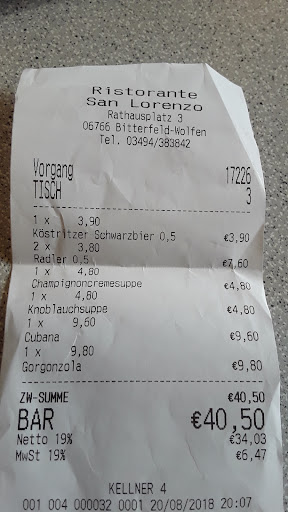 Ristorante
San Lorenzo
Rathausplatz 3
06766 Bitterfeld-Wolfen
Tel. 03494/383842
Vorgang 17226
TISCH 3
1 x 3,90
Köstritzer Schwarzbier 0,5 €3,90
2 x 3,80
Radler 0,5 €7,60
1 x 4,80
Champignoncremesuppe €4,80
1 x 4,80
Knoblauchsuppe €4,80
1 x 9,60
Cubana €9,60
1 x 9,80
Gorgonzola €9,80
ZW-SUMME €40,50
BAR €40,50
Netto 19% €34,03
MwSt 19% €6,47
KELLNER 4
001 004 000032 0001 20/08/2018 20:07